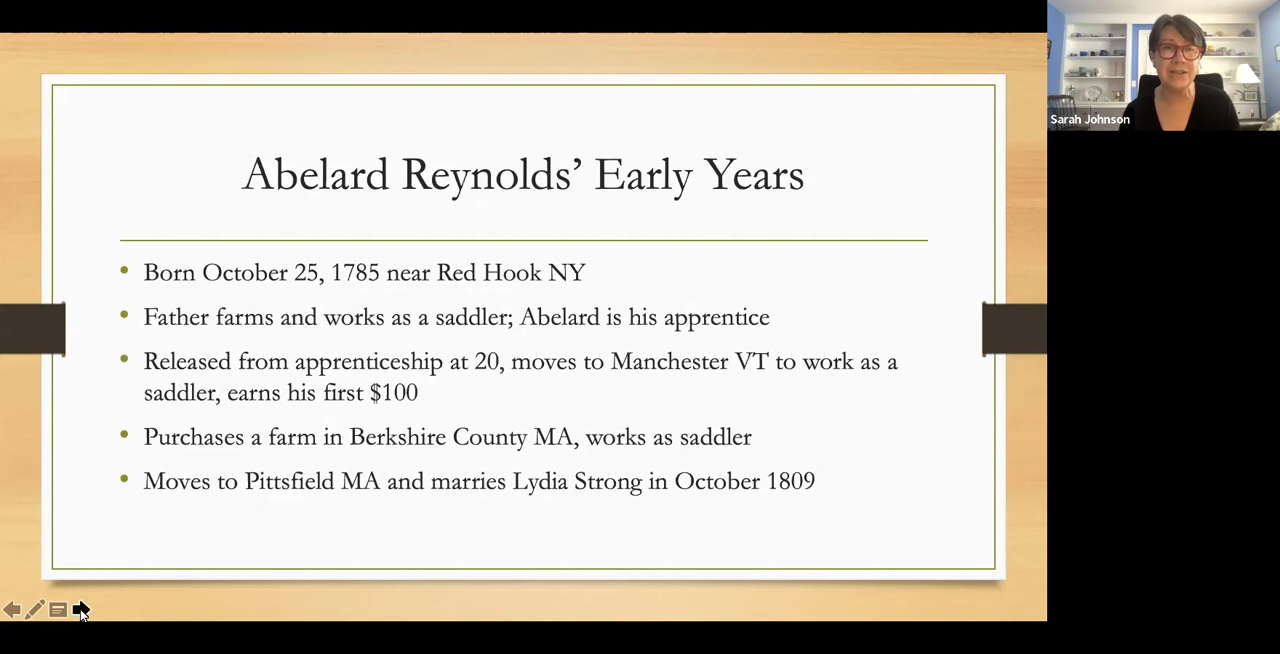 Abelard Reynolds’ Early Years
• Born October 25, 1785 near Red Hook NY
• Father farms and works as a saddler; Abelard is his apprentice
• Released from apprenticeship at 20, moves to Manchester VT to work as a
saddler, earns his first $100
• Purchases a farm in Berkshire County MA, works as saddler
• Moves to Pittsfield MA and marries Lydia Strong in October 1809
Sarah Johnson